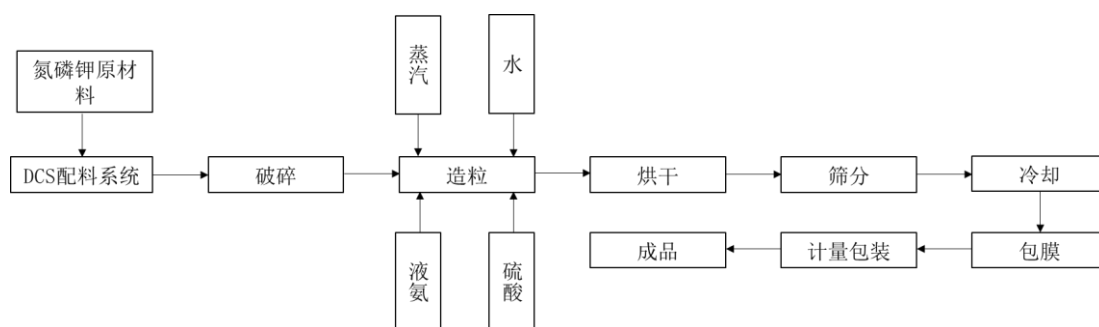 蒸汽
水
氮磷钾原材
料
DCS配料系统
破碎
造粒
烘干
筛分
冷却
液氨
硫酸
成品
计量包装
包膜